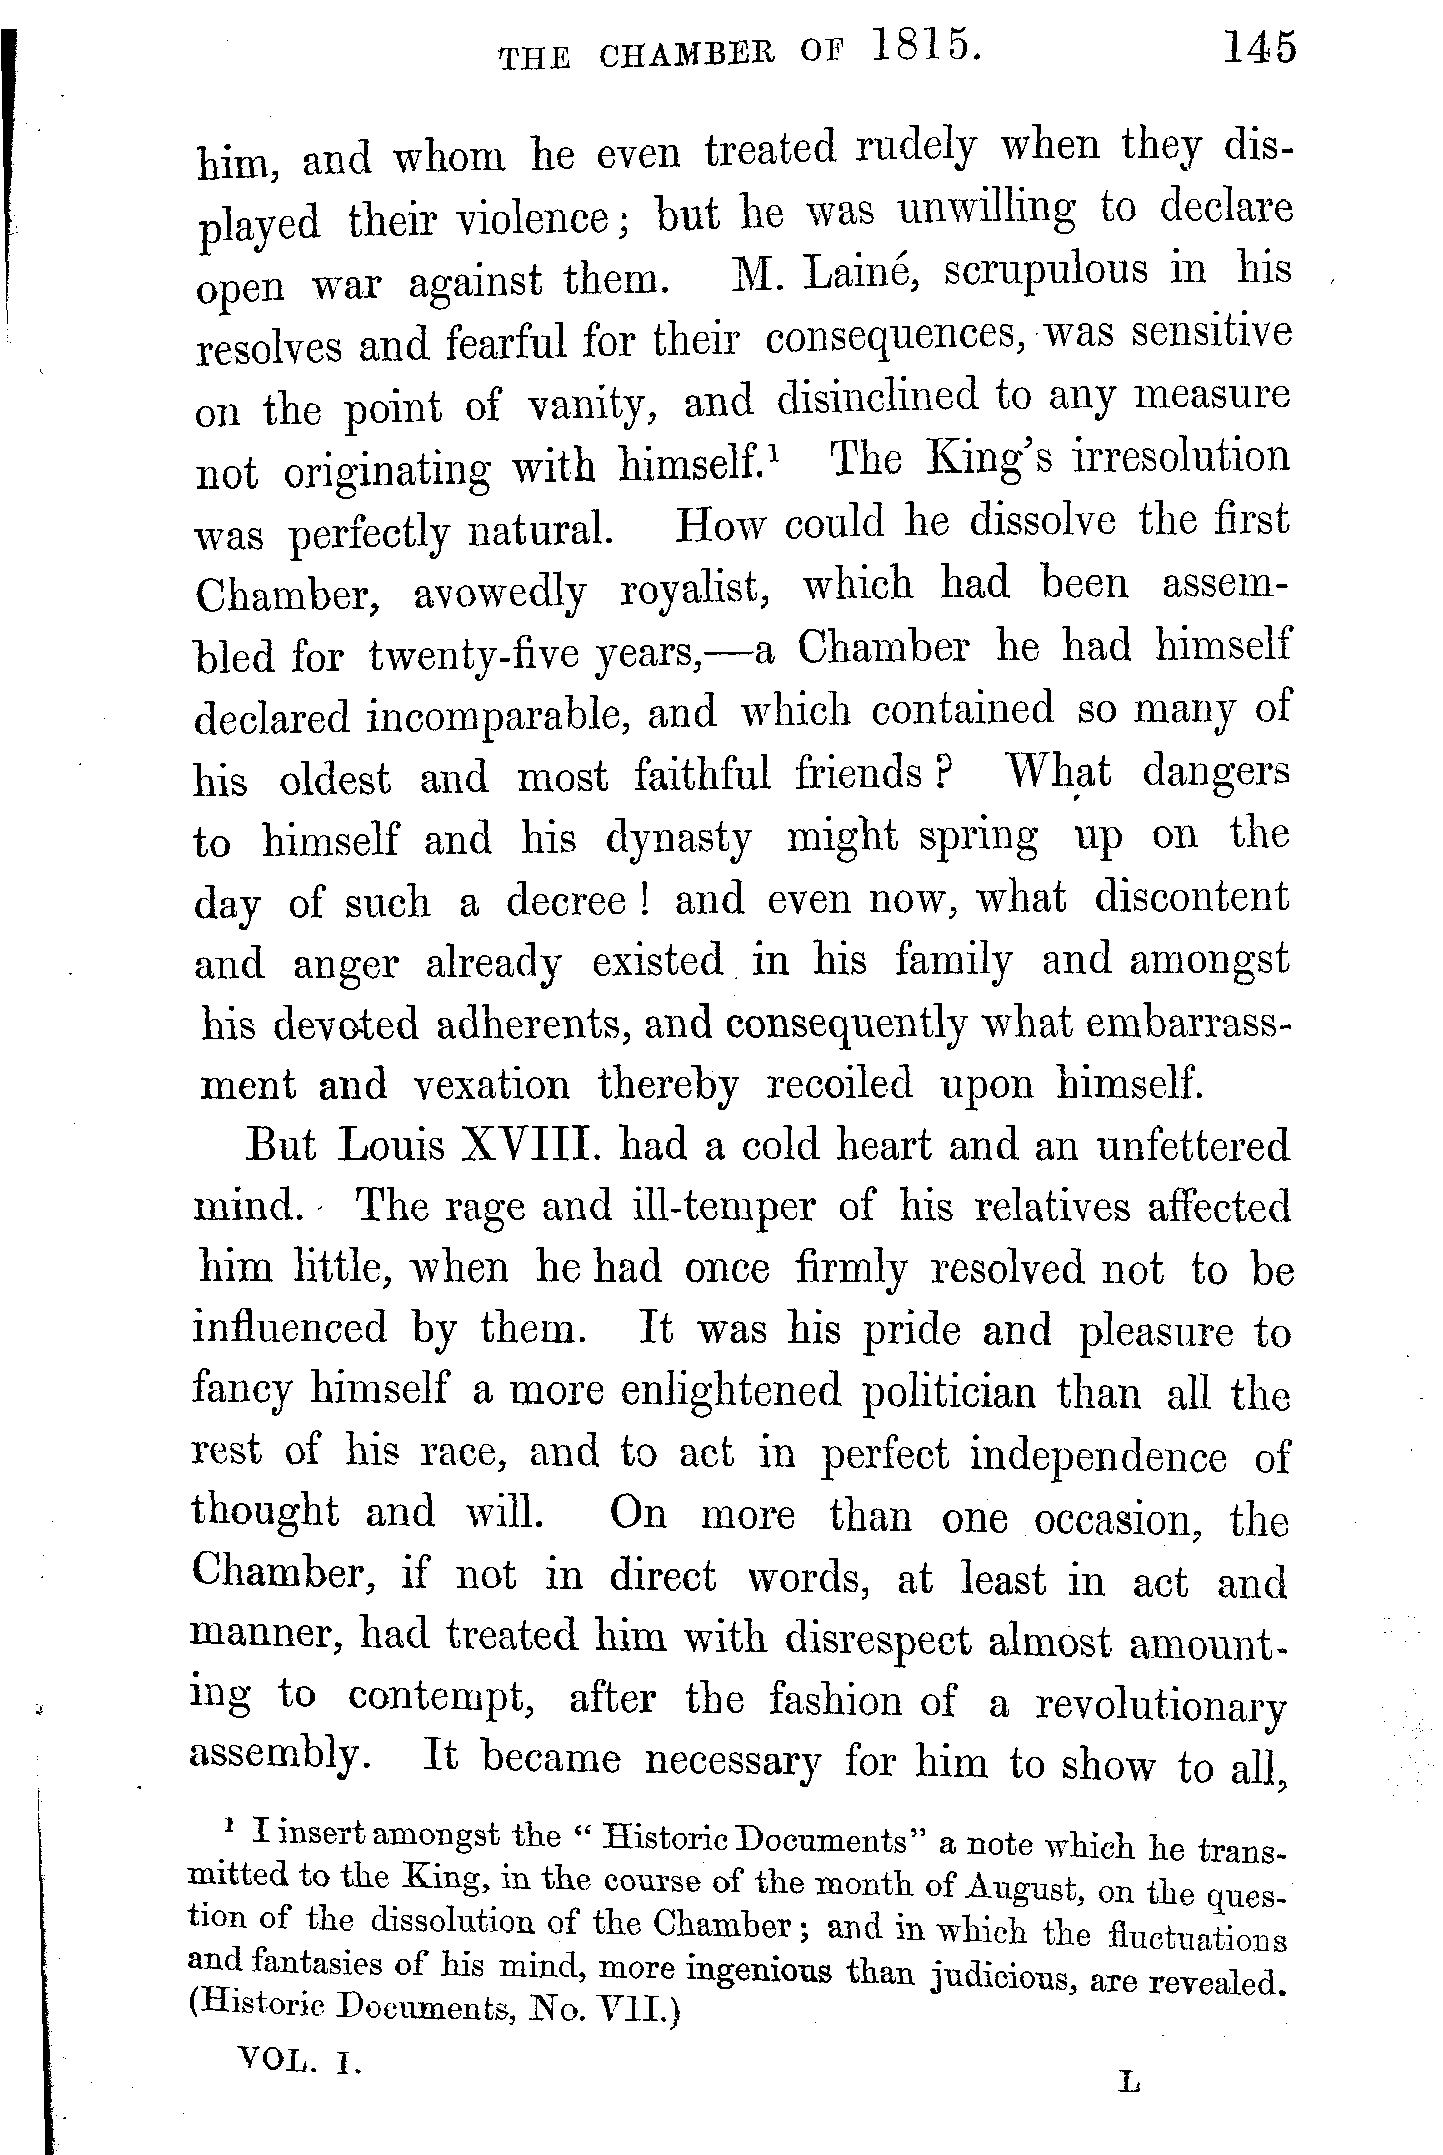 THE CHAMBER OF 1815. 145
him, and whom he even treated rudely when they dis-
played their violence; but he was unwilling to declare
open war against them. M. Lainé, scrupulous in his
resolves and fearful for their consequences, was sensitive
on the point of vanity, and disinclined to any measure
not originating with himself.¹ The King's irresolution
was perfectly natural. How could he dissolve the first
Chamber, avowedly royalist, which had been assem-
bled for twenty-five years,—a Chamber he had himself
declared incomparable, and which contained so many of
his oldest and most faithful friends? What dangers
to himself and his dynasty might spring up on the
day of such a decree! and even now, what discontent
and anger already existed in his family and amongst
his devoted adherents, and consequently what embarrass-
ment and vexation thereby recoiled upon himself.
But Louis XVIII. had a cold heart and an unfettered
mind. The rage and ill-temper of his relatives affected
him little, when he had once firmly resolved not to be
influenced by them. It was his pride and pleasure to
fancy himself a more enlightened politician than all the
rest of his race, and to act in perfect independence of
thought and will. On more than one occasion, the
Chamber, if not in direct words, at least in act and
manner, had treated him with disrespect almost amount-
ing to contempt, after the fashion of a revolutionary
assembly. It became necessary for him to show to all,
¹ I insert amongst the "Historic Documents" a note which he trans-
mitted to the King, in the course of the month of August, on the ques-
tion of the dissolution of the Chamber; and in which the fluctuations
and fantasies of his mind, more ingenious than judicious, are revealed.
(Historic Documents, No. VII.)
VOL. I.
L